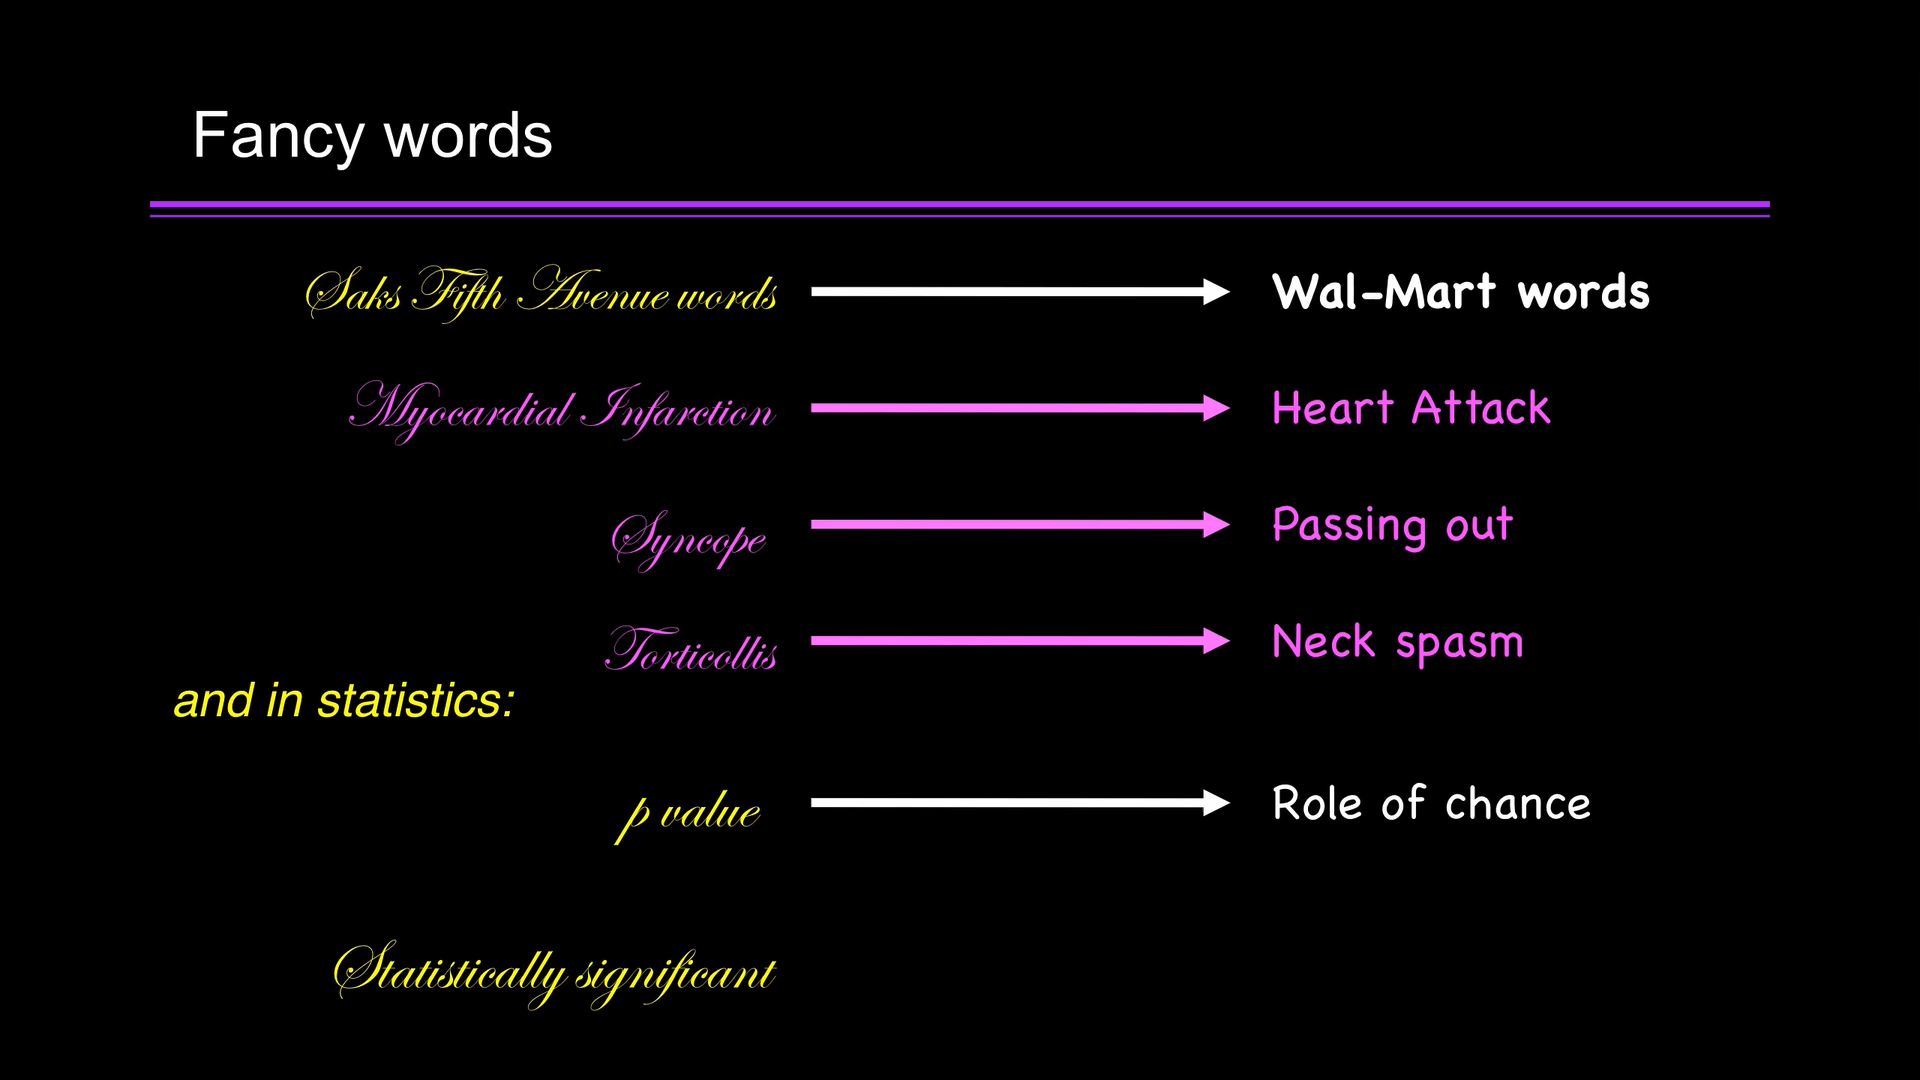 Fancy words
Saks Fifth Avenue words Wal-Mart words
Myocardial Infarction Heart Attack
Syncope Passing out
Torticollis Neck spasm
and in statistics:
p value Role of chance
Statistically significant